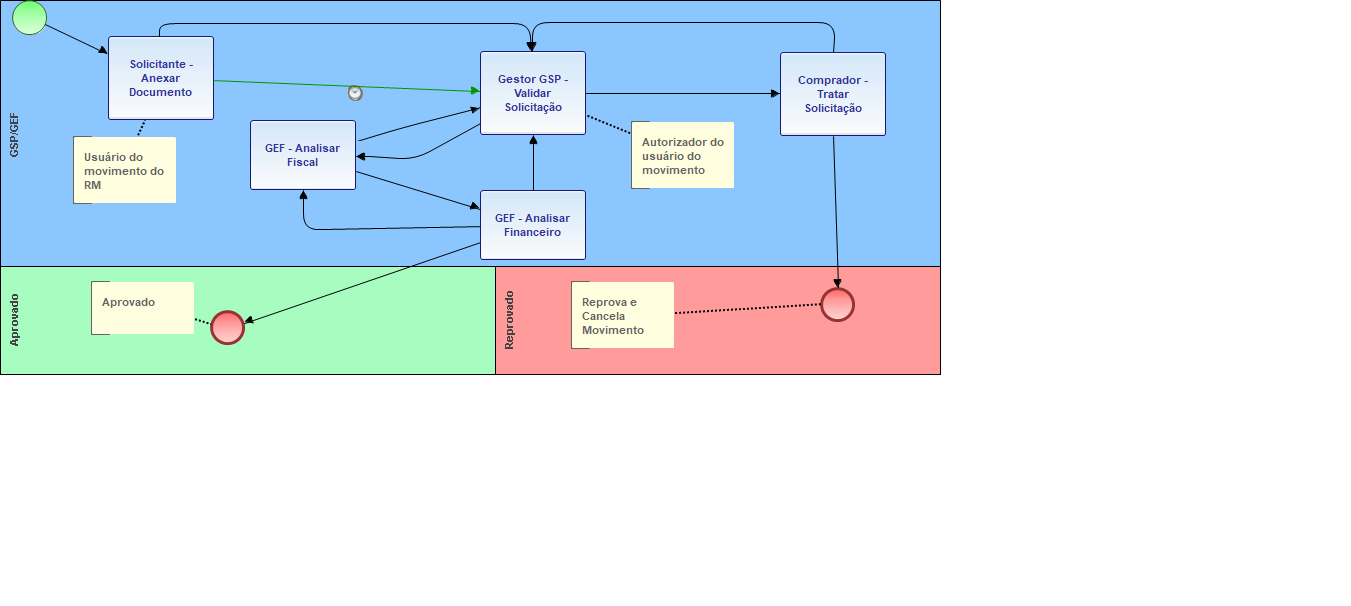 GSP/GEF
Solicitante -
Anexar
Documento
Usuário do
movimento do
RM
GEF - Analisar
Fiscal
Gestor GSP -
Validar
Solicitação
GEF - Analisar
Financeiro
Autorizador do
usuário do
movimento
Comprador -
Tratar
Solicitação
Aprovado
Aprovado
Reprovado
Reprova e
Cancela
Movimento